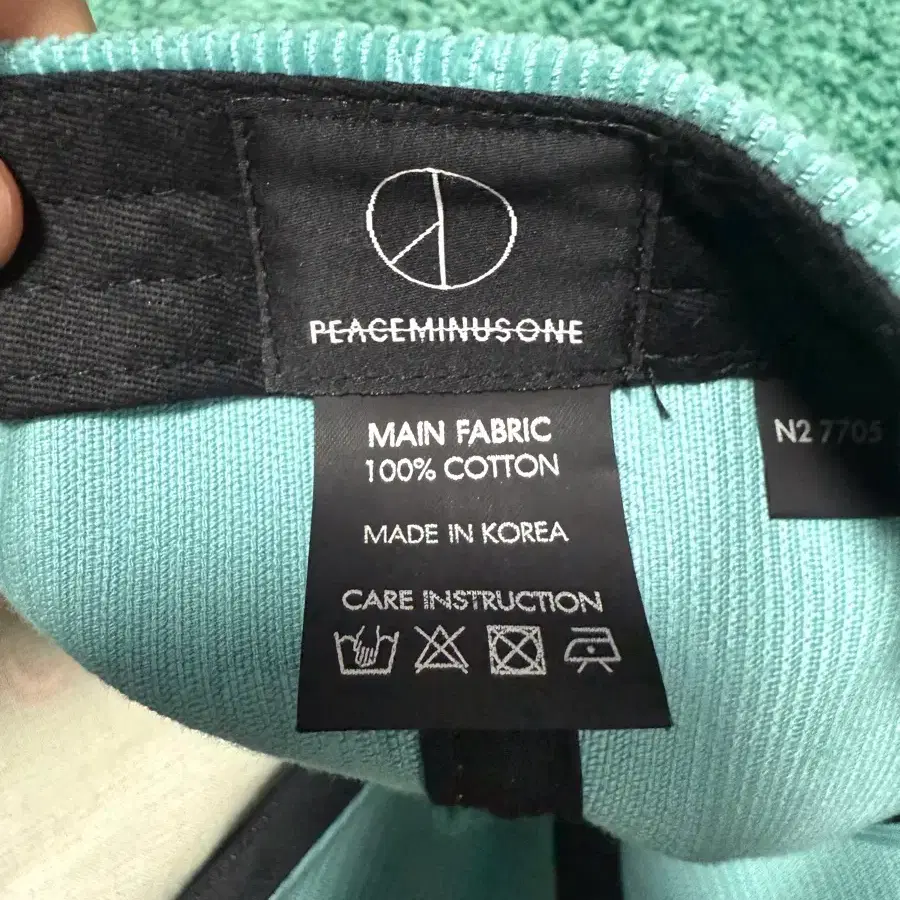 PEACEMINUSONE
MAIN FABRIC
100% COTTON
MADE IN KOREA
CARE INSTRUCTION
N2 7705